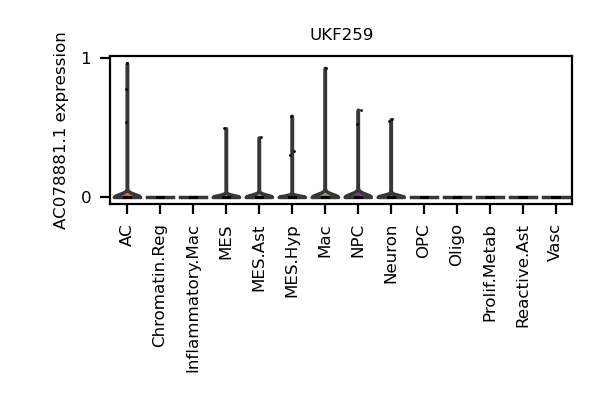 UKF259
AC078881.1 expression
1
0
AC
Chromatin.Reg
Inflammatory.Mac
MES
MES.Ast
MES.Hyp
Mac
NPC
Neuron
OPC
Oligo
Prolif.Metab
Reactive.Ast
Vasc